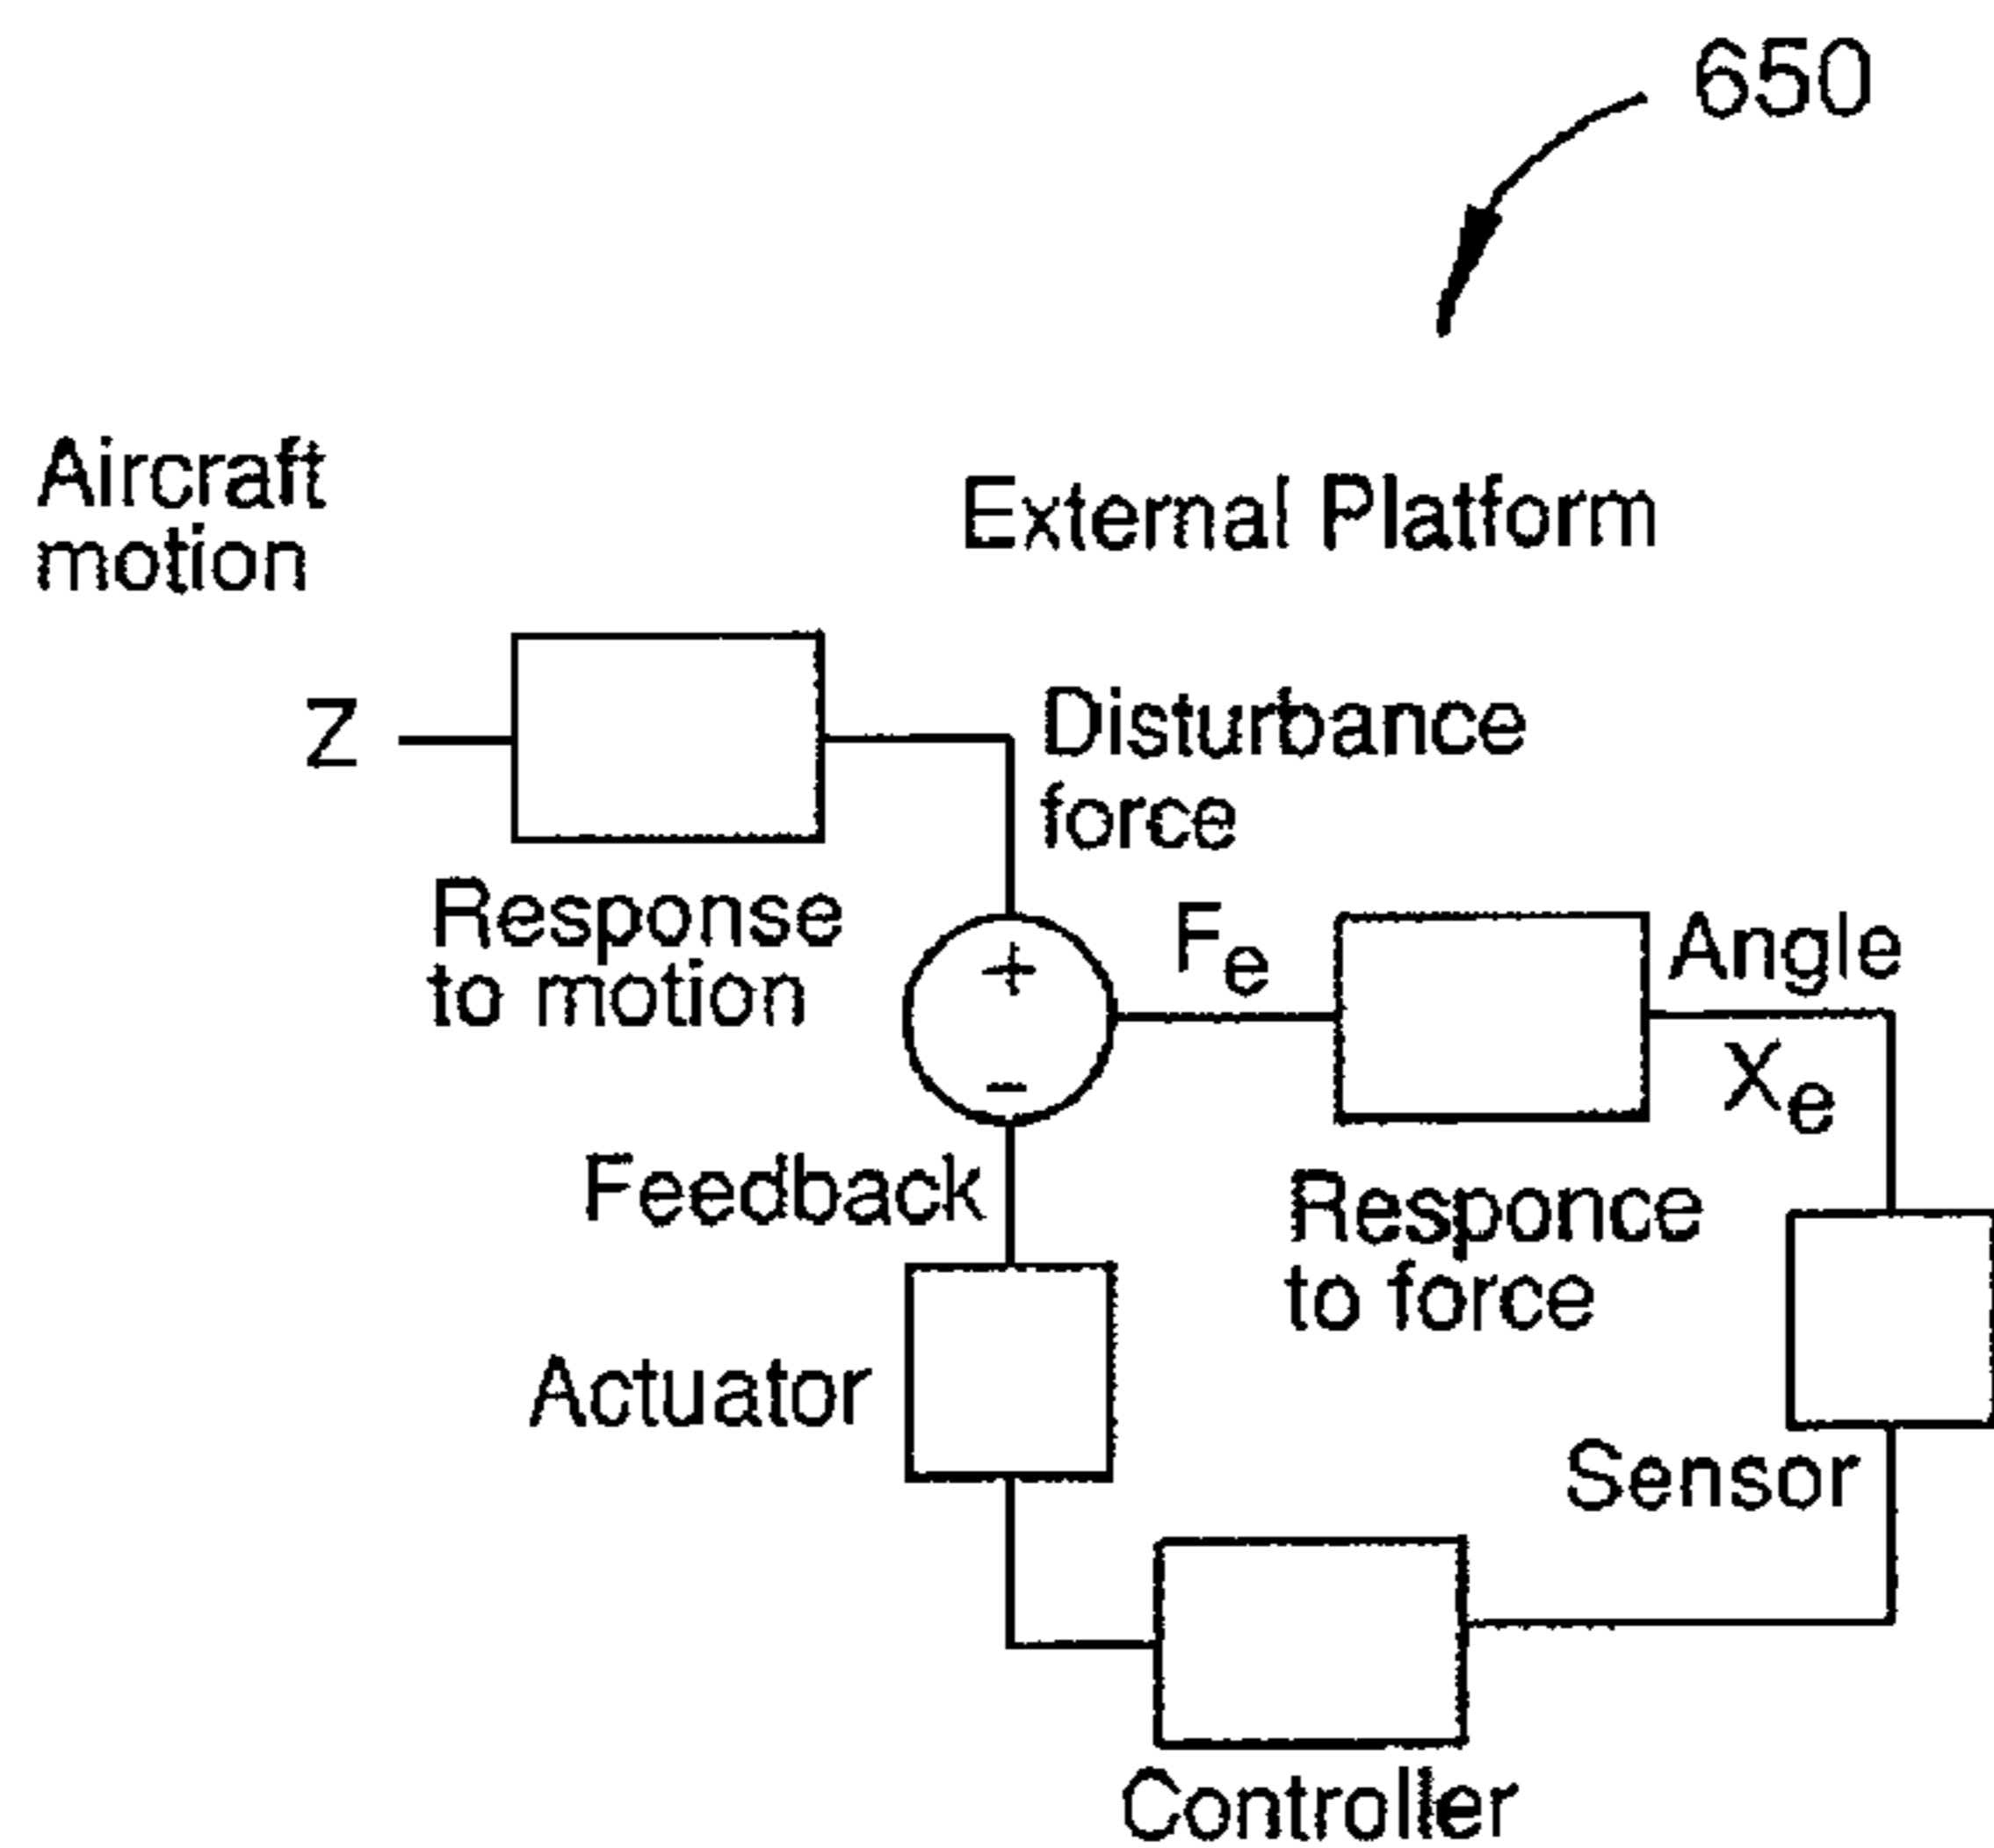 650
Aircraft
motion
External Platform
Z
Disturbance
force
Response
to motion
+
Fe
Angle
Xe
-
Feedback
Responce
to force
Actuator
Sensor
Controller